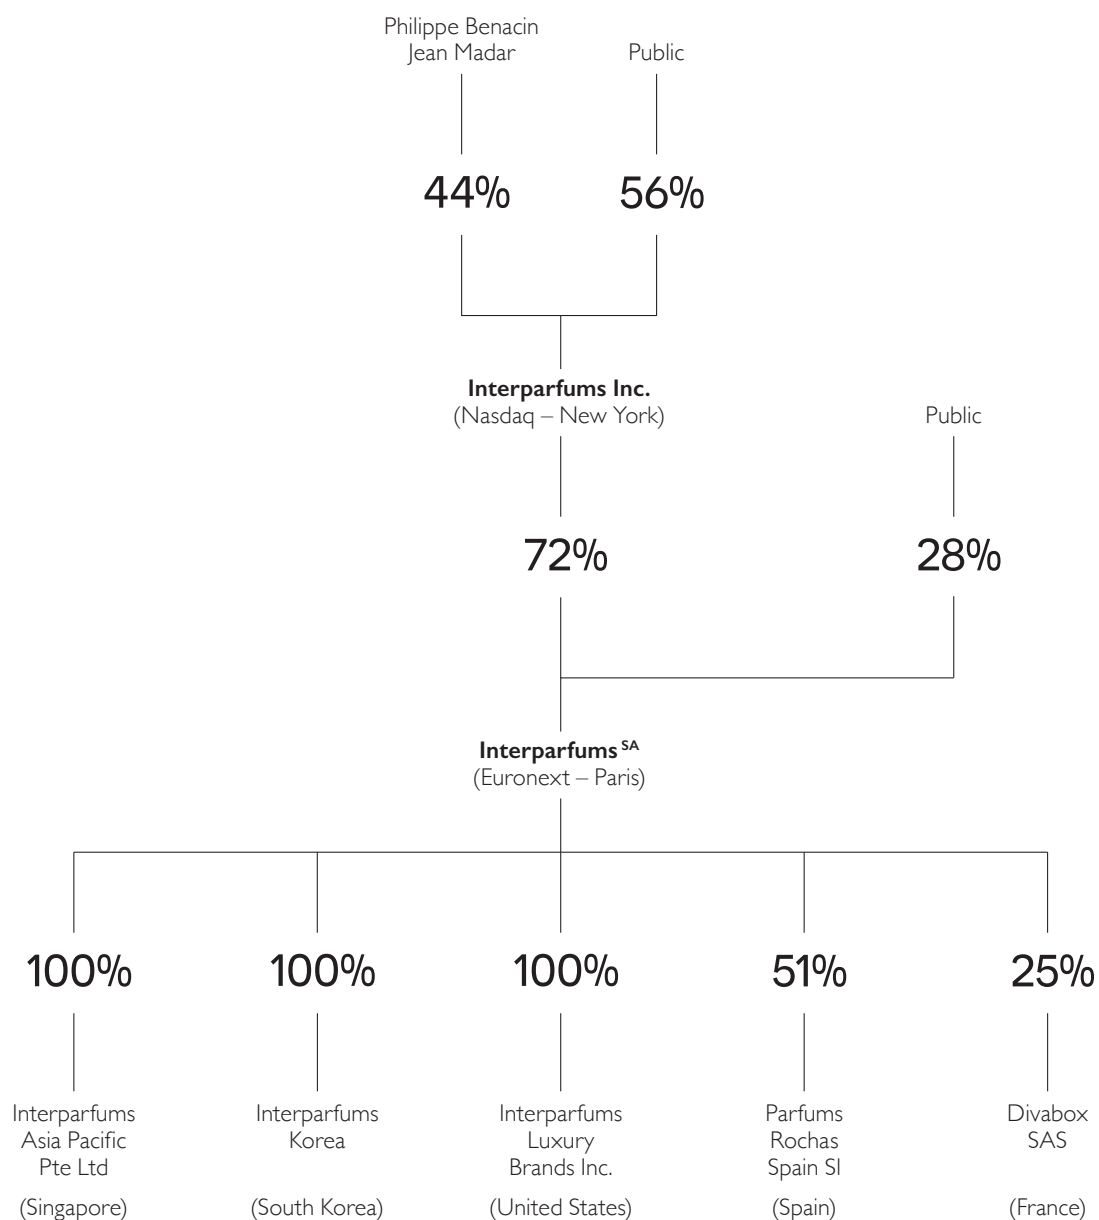 Philippe Benacin
Jean Madar
Public
44%
56%
Interparfums Inc.
(Nasdaq – New York)
Public
72%
28%
Interparfums SA
(Euronext – Paris)
100%
100%
100%
51%
25%
Interparfums
Asia Pacific
Pte Ltd
(Singapore)
Interparfums
Korea
(South Korea)
Interparfums
Luxury
Brands Inc.
(United States)
Parfums
Rochas
Spain Sl
(Spain)
Divabox
SAS
(France)